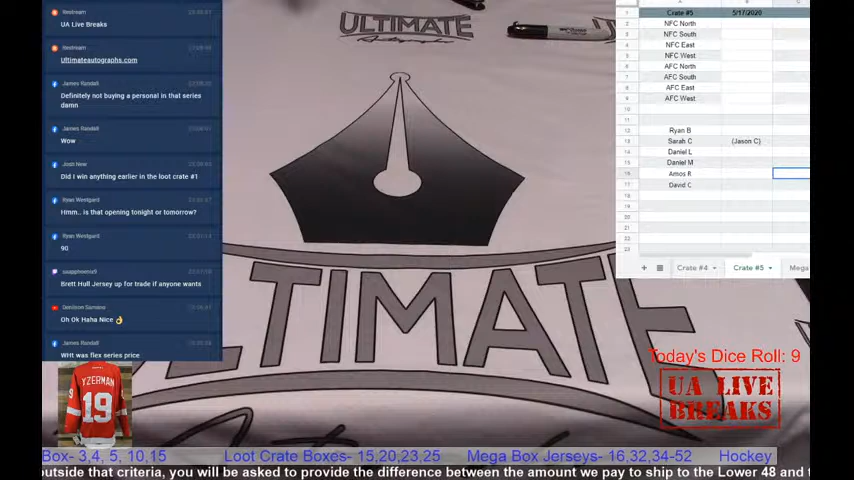 Restream
UA Live Breaks
Restream
Ultimateautographs.com
James Randall
Definitely not buying a personal in that series
damn
James Randall
Wow
Josh New
Did I win anything earlier in the loot crate #1
Ryan Westgard
Hmm.. is that opening tonight or tomorrow?
Ryan Westgard
90
Brett Hull Jersey up for trade if anyone wants
Oh Ok Haha Nice 👌
James Randall
WHt was flex series price
ULTIMATE
Autographs
ULTIMATE
Crate #5 5/17/2020
NFC North
NFC South
NFC East
NFC West
AFC North
AFC South
AFC East
AFC West
Ryan B
Sarah C (Jason C)
Daniel L
Daniel M
Amos R
David C
Crate #4
Crate #5
Mega
Today's Dice Roll: 9
UA LIVE
BREAKS
YZERMAN
19
Box- 3,4, 5, 10,15 Loot Crate Boxes- 15,20,23,25 Mega Box Jerseys- 16,32,34-52 Hockey
outside that criteria, you will be asked to provide the difference between the amount we pay to ship to the Lower 48 and